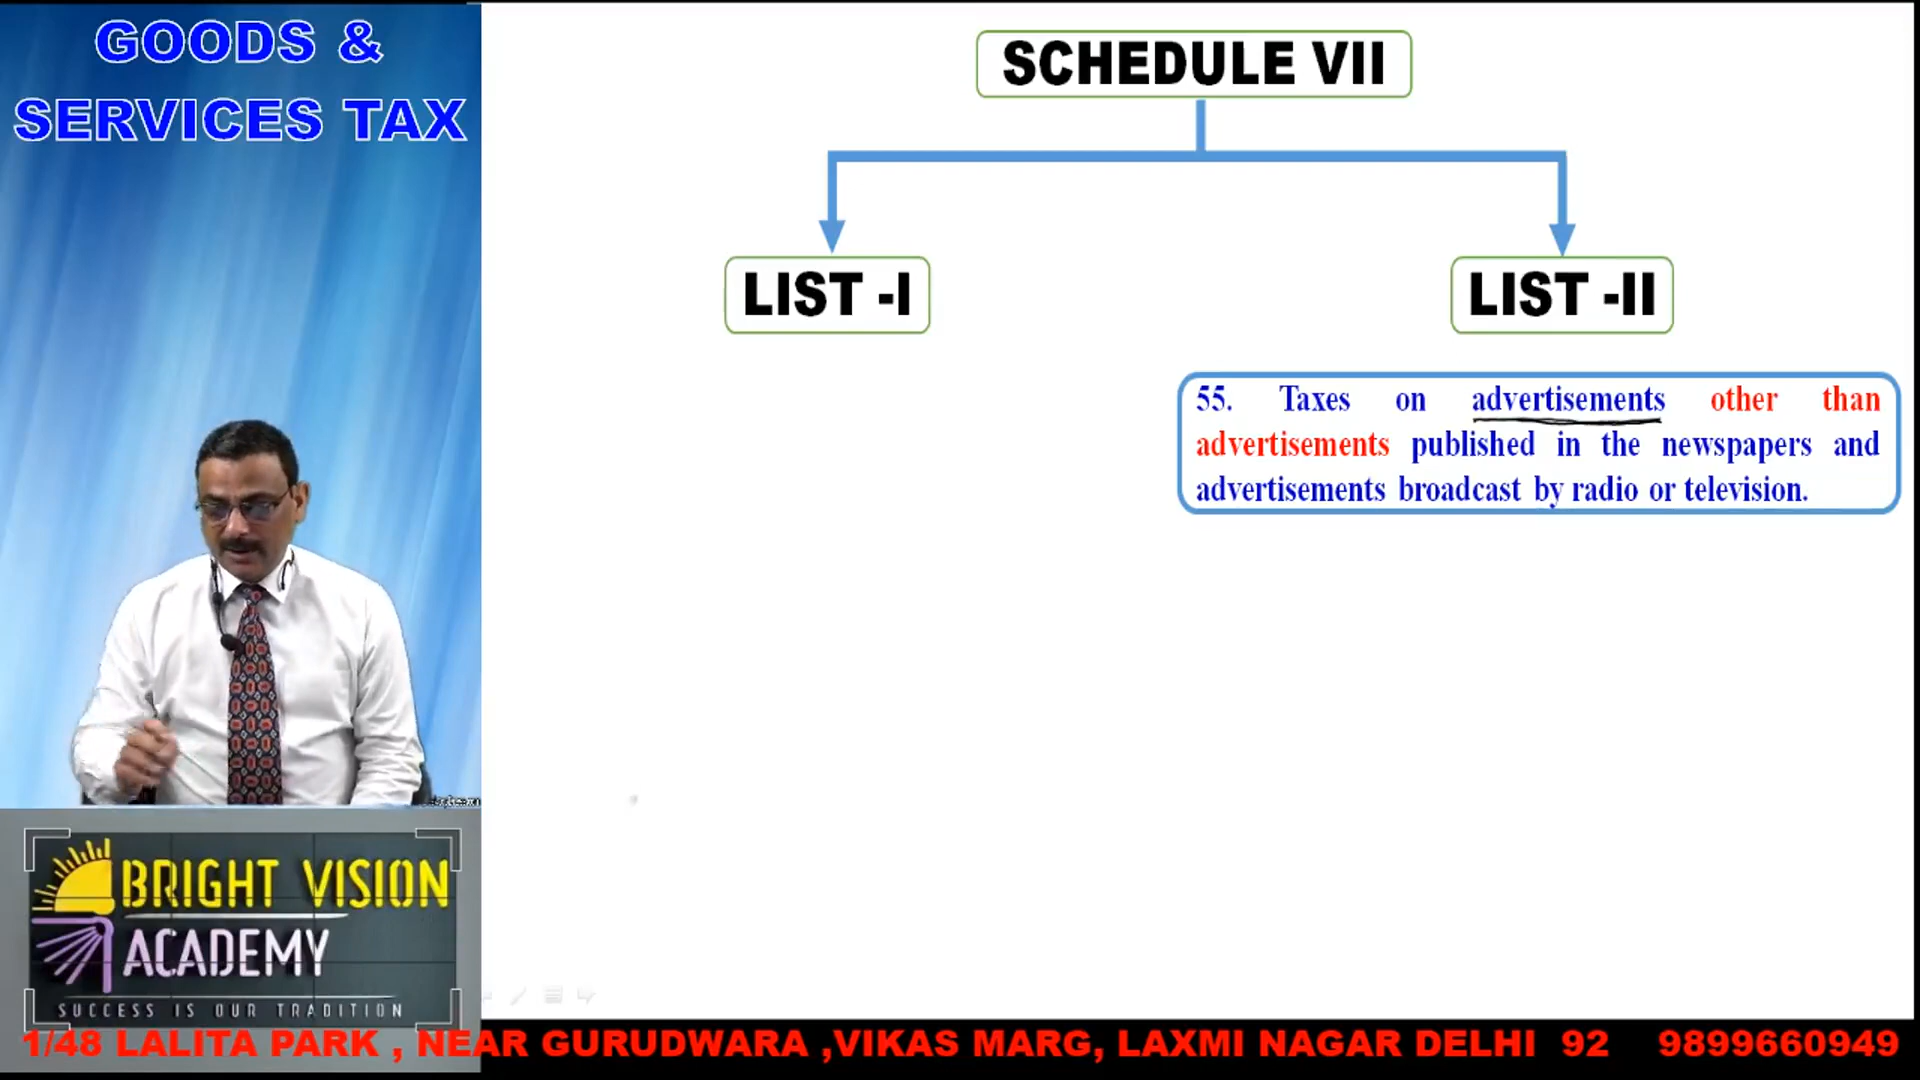 GOODS &
SERVICES TAX
SCHEDULE VII
LIST -I
LIST -II
55. Taxes on advertisements other than
advertisements published in the newspapers and
advertisements broadcast by radio or television.
BRIGHT VISION
ACADEMY
SUCCESS IS OUR TRADITION
1/48 LALITA PARK , NEAR GURUDWARA ,VIKAS MARG, LAXMI NAGAR DELHI 92 9899660949